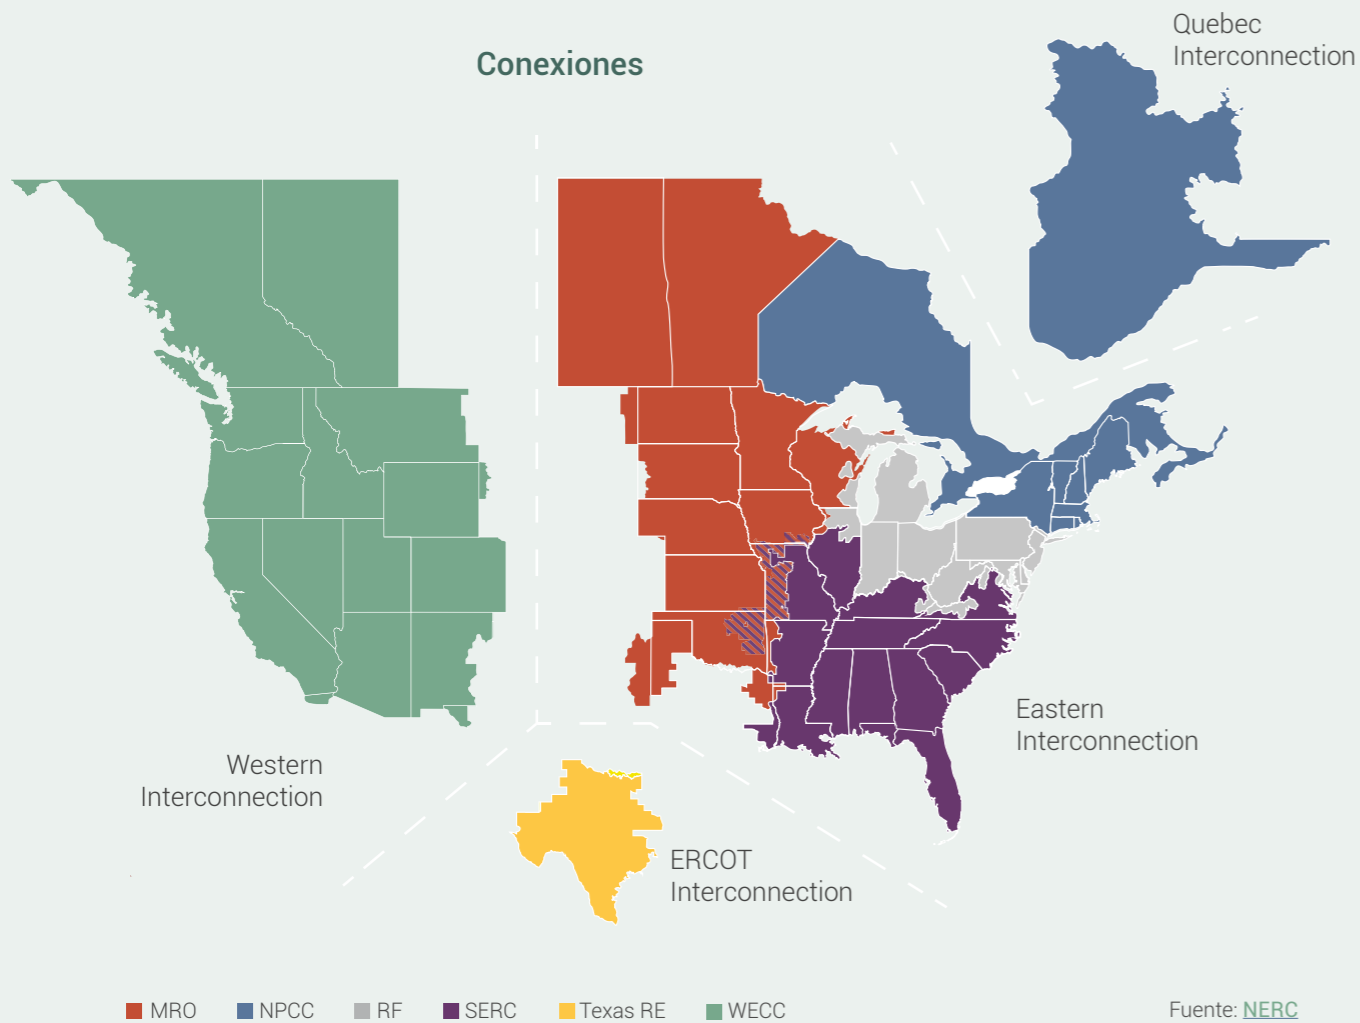 Conexiones
Quebec
Interconnection
Western
Interconnection
Eastern
Interconnection
ERCOT
Interconnection
MRO NPCC RF SERC Texas RE WECC
Fuente: NERC